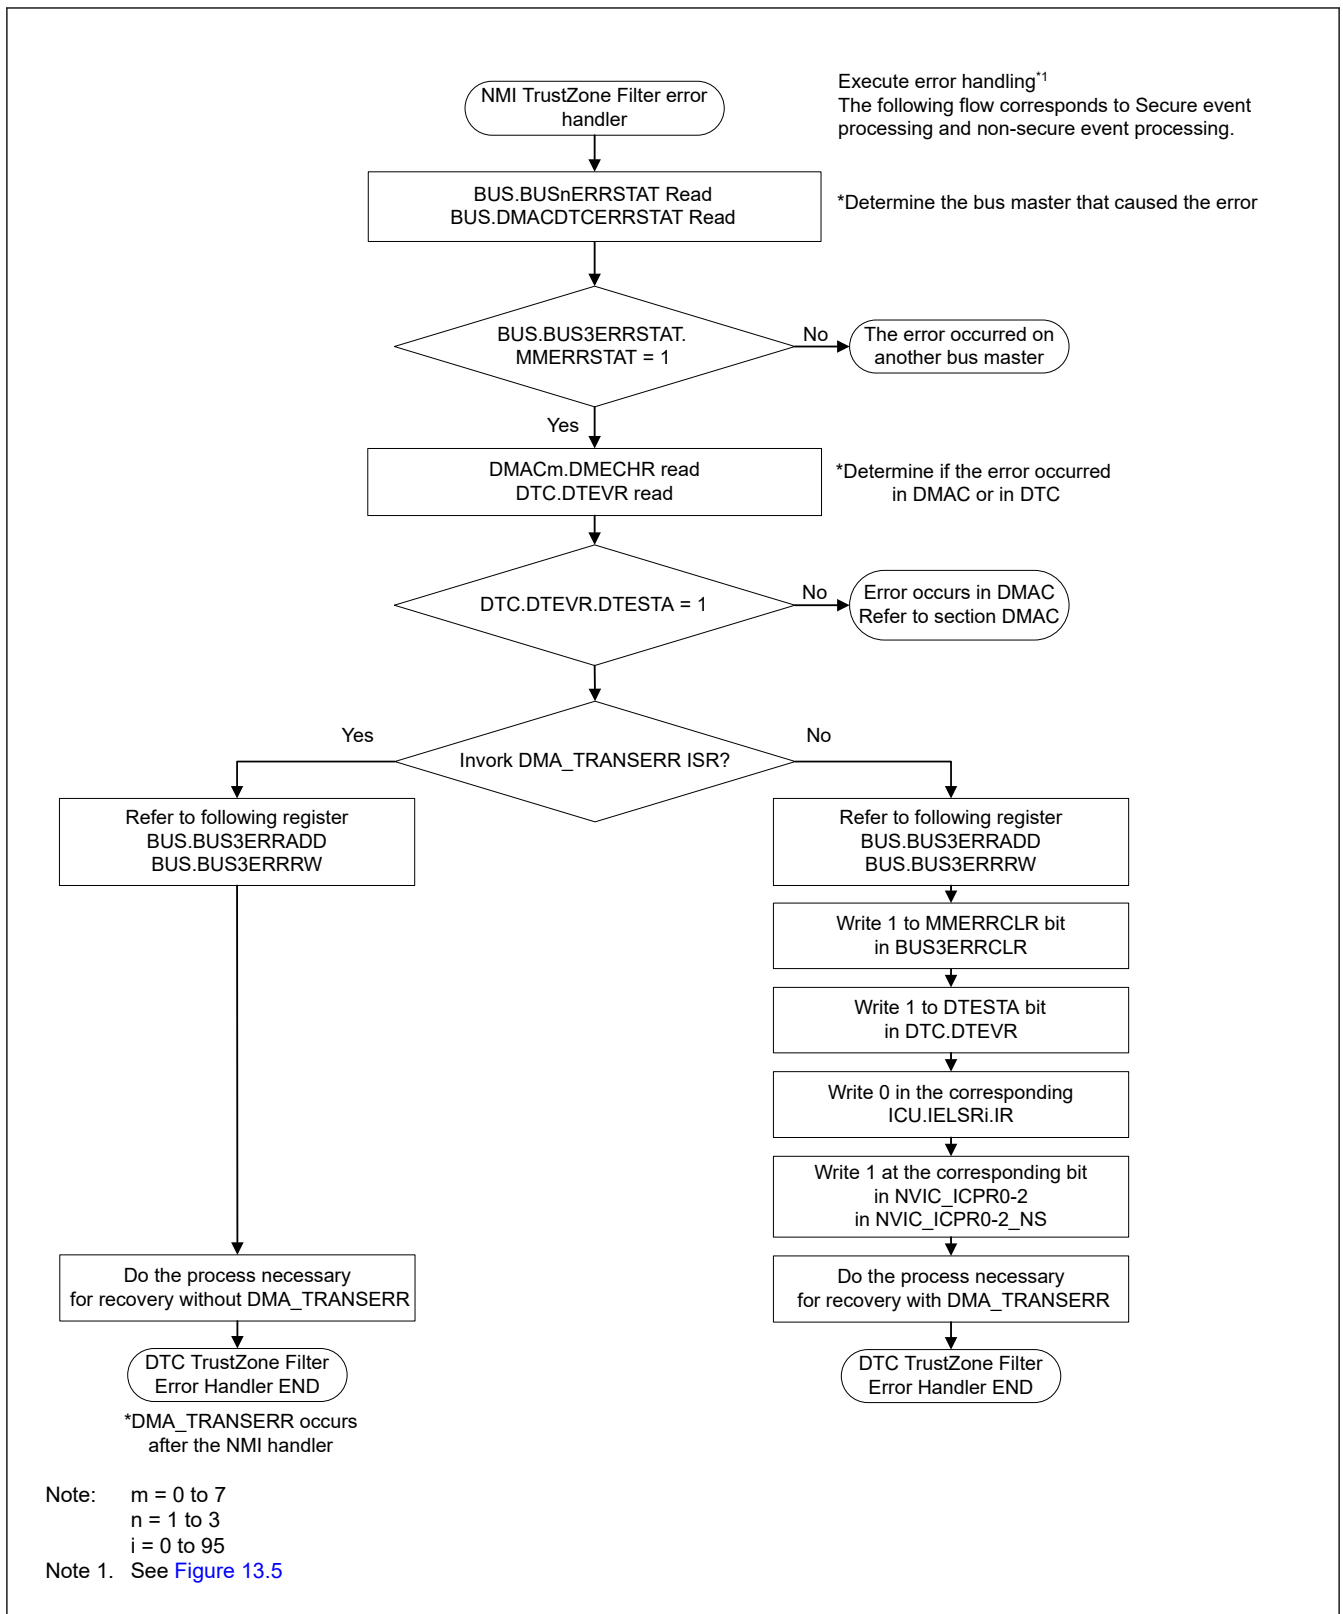 NMI TrustZone Filter error
handler
Execute error handling*1
The following flow corresponds to Secure event
processing and non-secure event processing.
BUS.BUSnERRSTAT Read
BUS.DMACDTCERRSTAT Read
*Determine the bus master that caused the error
BUS.BUS3ERRSTAT.
MMERRSTAT = 1
No
The error occurred on
another bus master
Yes
DMACm.DMECHR read
DTC.DTEVR read
*Determine if the error occurred
in DMAC or in DTC
DTC.DTEVR.DTESTA = 1
No
Error occurs in DMAC
Refer to section DMAC
Yes
Invork DMA_TRANSERR ISR?
No
Refer to following register
BUS.BUS3ERRADD
BUS.BUS3ERRRW
Refer to following register
BUS.BUS3ERRADD
BUS.BUS3ERRRW
Write 1 to MMERRCLR bit
in BUS3ERRCLR
Write 1 to DTESTA bit
in DTC.DTEVR
Write 0 in the corresponding
ICU.IELSRi.IR
Write 1 at the corresponding bit
in NVIC_ICPR0-2
in NVIC_ICPR0-2_NS
Do the process necessary
for recovery without DMA_TRANSERR
Do the process necessary
for recovery with DMA_TRANSERR
DTC TrustZone Filter
Error Handler END
DTC TrustZone Filter
Error Handler END
*DMA_TRANSERR occurs
after the NMI handler
Note: m = 0 to 7
n = 1 to 3
i = 0 to 95
Note 1. See Figure 13.5